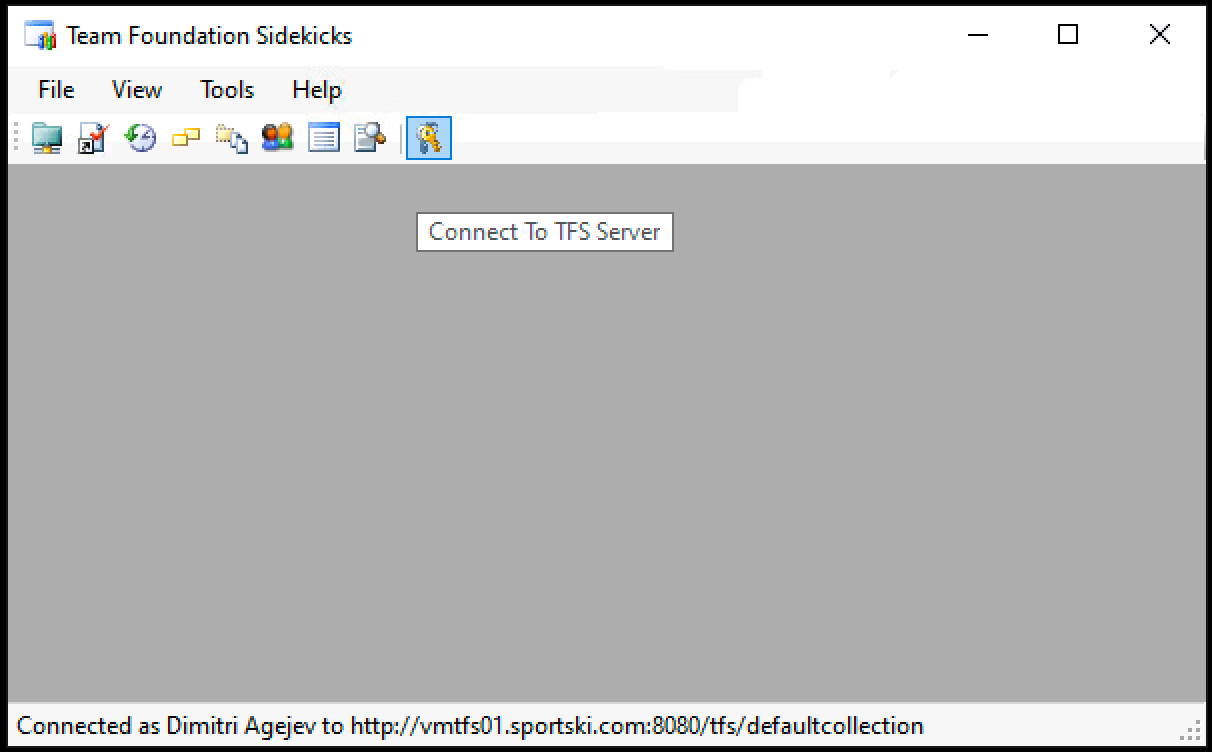 Team Foundation Sidekicks
File View Tools Help
Connect To TFS Server
Connected as Dimitri Agejev to http://vmtfs01.sportski.com:8080/tfs/defaultcollection